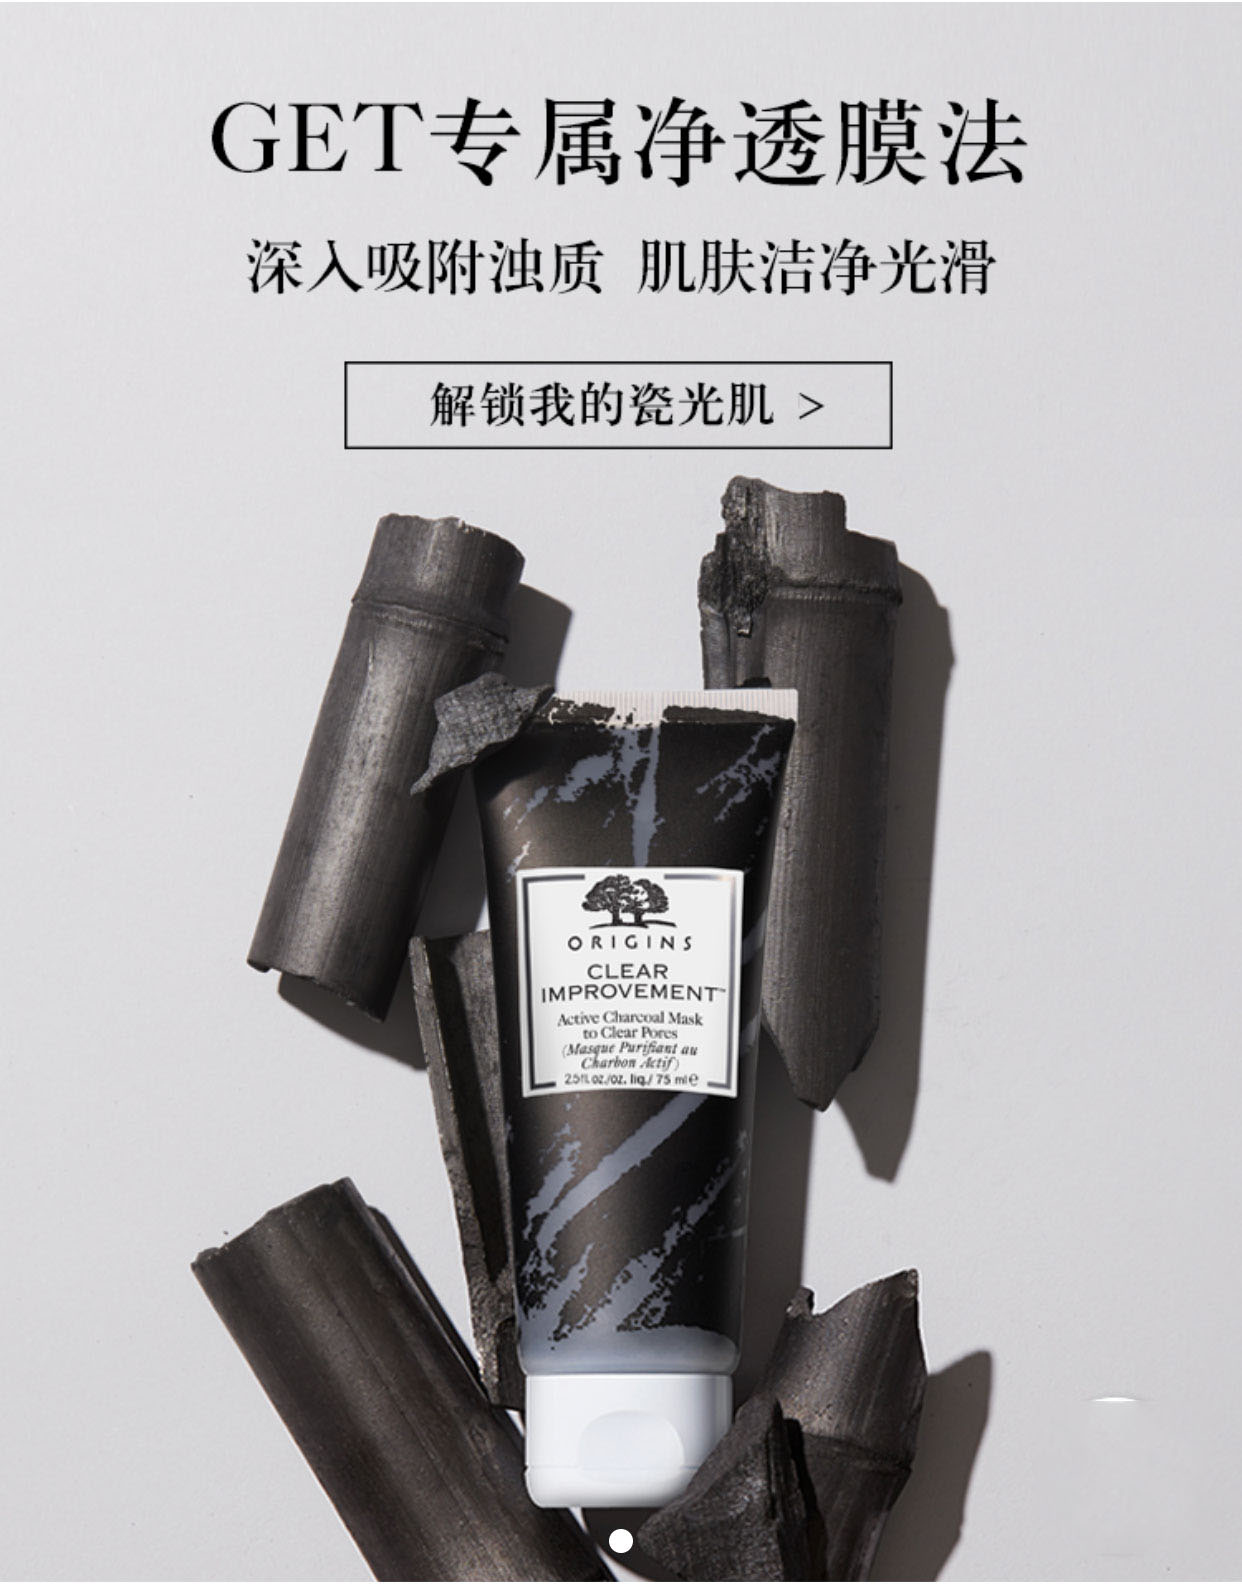 GET专属净透膜法
深入吸附浊质 肌肤洁净光滑
解锁我的瓷光肌 >
ORIGINS
CLEAR
IMPROVEMENT™
Active Charcoal Mask
to Clear Pores
(Masque Purifiant au
Charbon Actif)
2.5fl.oz./oz. liq./ 75 ml℮